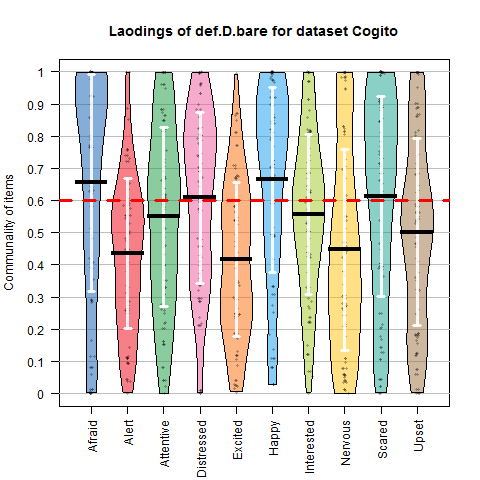 Laodings of def.D.bare for dataset Cogito
Communality of items
1
0.9
0.8
0.7
0.6
0.5
0.4
0.3
0.2
0.1
0
Afraid
Alert
Attentive
Distressed
Excited
Happy
Interested
Nervous
Scared
Upset